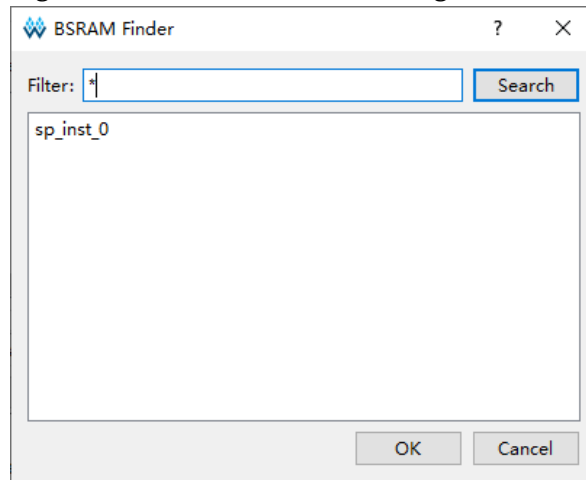 BSRAM Finder
Filter: *
Search
sp_inst_0
OK
Cancel